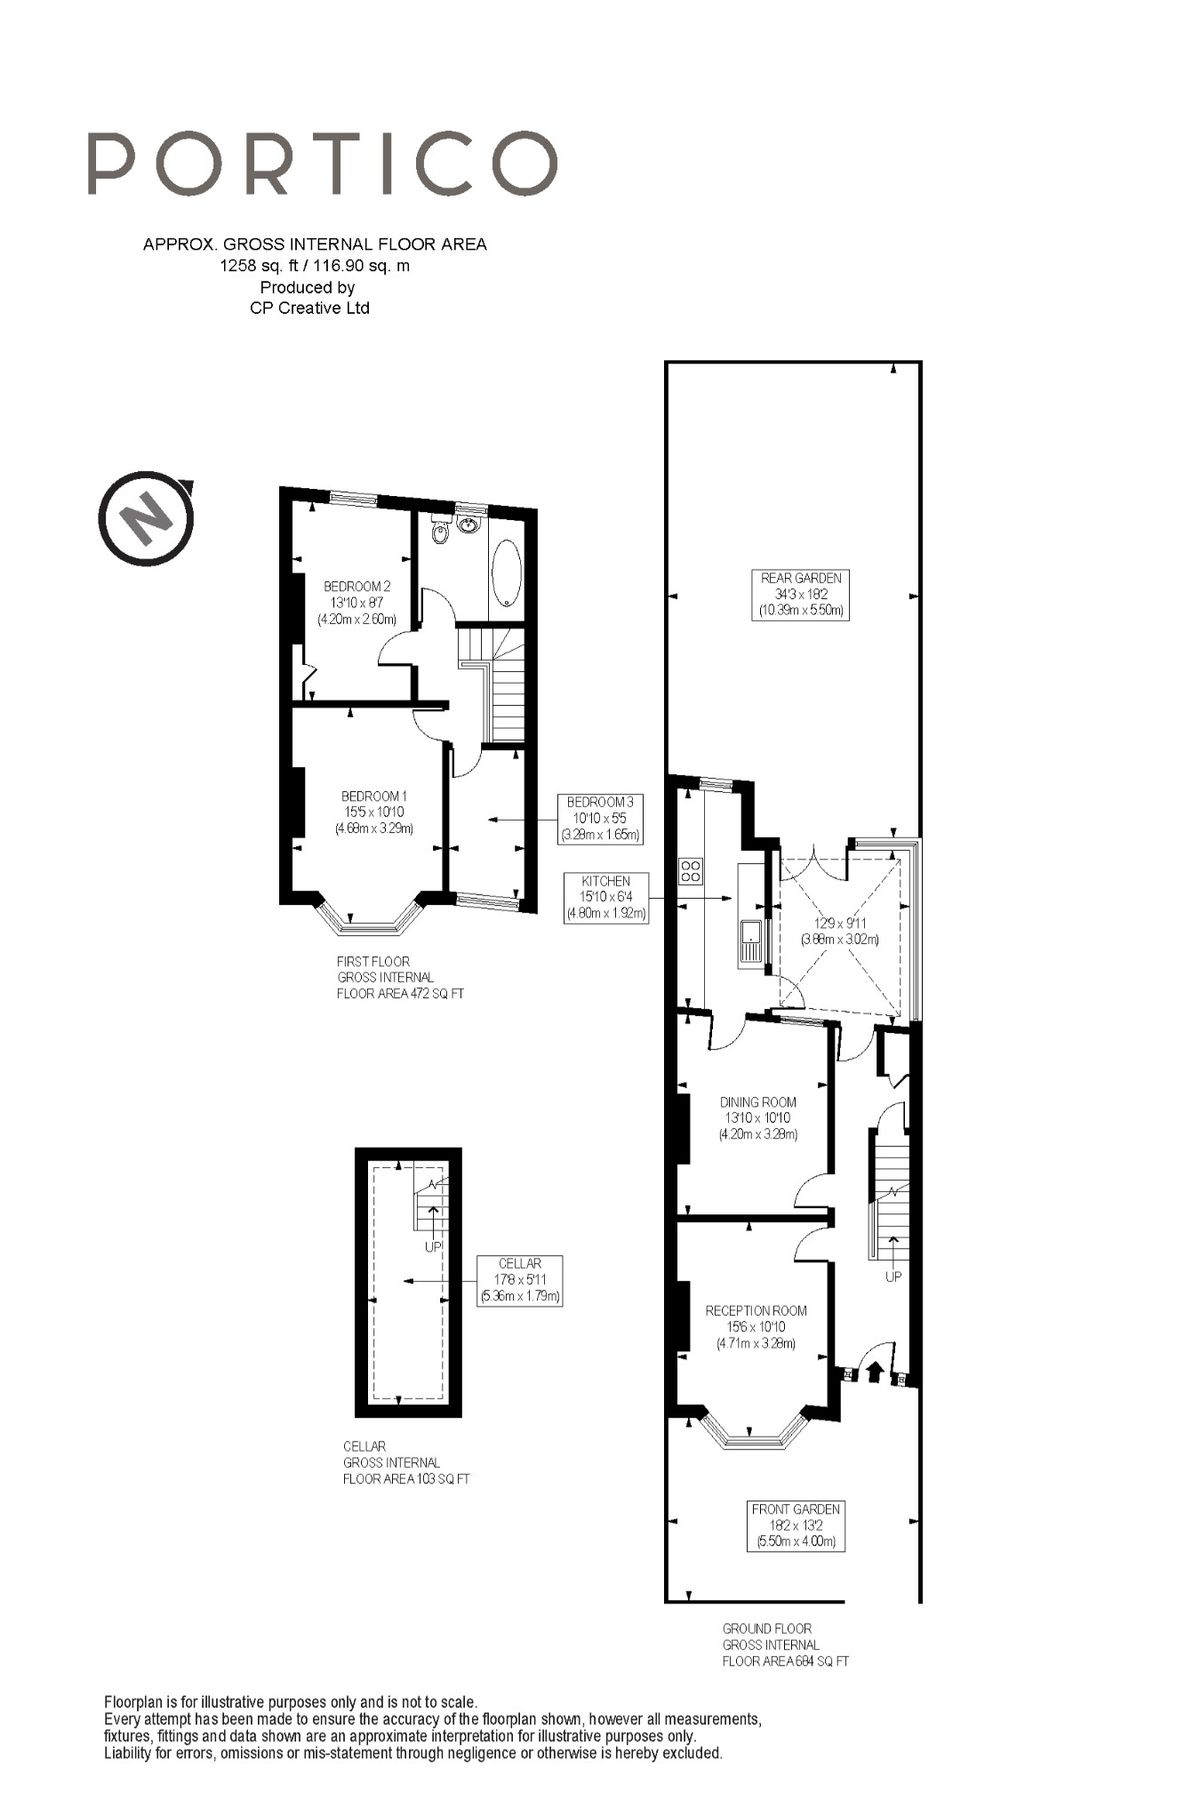 PORTICO
APPROX. GROSS INTERNAL FLOOR AREA
1258 sq. ft / 116.90 sq. m
Produced by
CP Creative Ltd
N
BEDROOM 2
13'10 x 8'7
(4.20m x 2.60m)
BEDROOM 1
15'5 x 10'10
(4.68m x 3.29m)
BEDROOM 3
10'10 x 5'5
(3.28m x 1.65m)
FIRST FLOOR
GROSS INTERNAL
FLOOR AREA 472 SQ FT
REAR GARDEN
34'3 x 18'2
(10.39m x 5.50m)
KITCHEN
15'10 x 6'4
(4.80m x 1.92m)
12'9 x 9'11
(3.88m x 3.02m)
DINING ROOM
13'10 x 10'10
(4.20m x 3.28m)
UP
RECEPTION ROOM
15'6 x 10'10
(4.71m x 3.28m)
FRONT GARDEN
18'2 x 13'2
(5.50m x 4.00m)
GROUND FLOOR
GROSS INTERNAL
FLOOR AREA 684 SQ FT
UP
CELLAR
17'8 x 5'11
(5.36m x 1.79m)
CELLAR
GROSS INTERNAL
FLOOR AREA 103 SQ FT
Floorplan is for illustrative purposes only and is not to scale.
Every attempt has been made to ensure the accuracy of the floorplan shown, however all measurements,
fixtures, fittings and data shown are an approximate interpretation for illustrative purposes only.
Liability for errors, omissions or mis-statement through negligence or otherwise is hereby excluded.